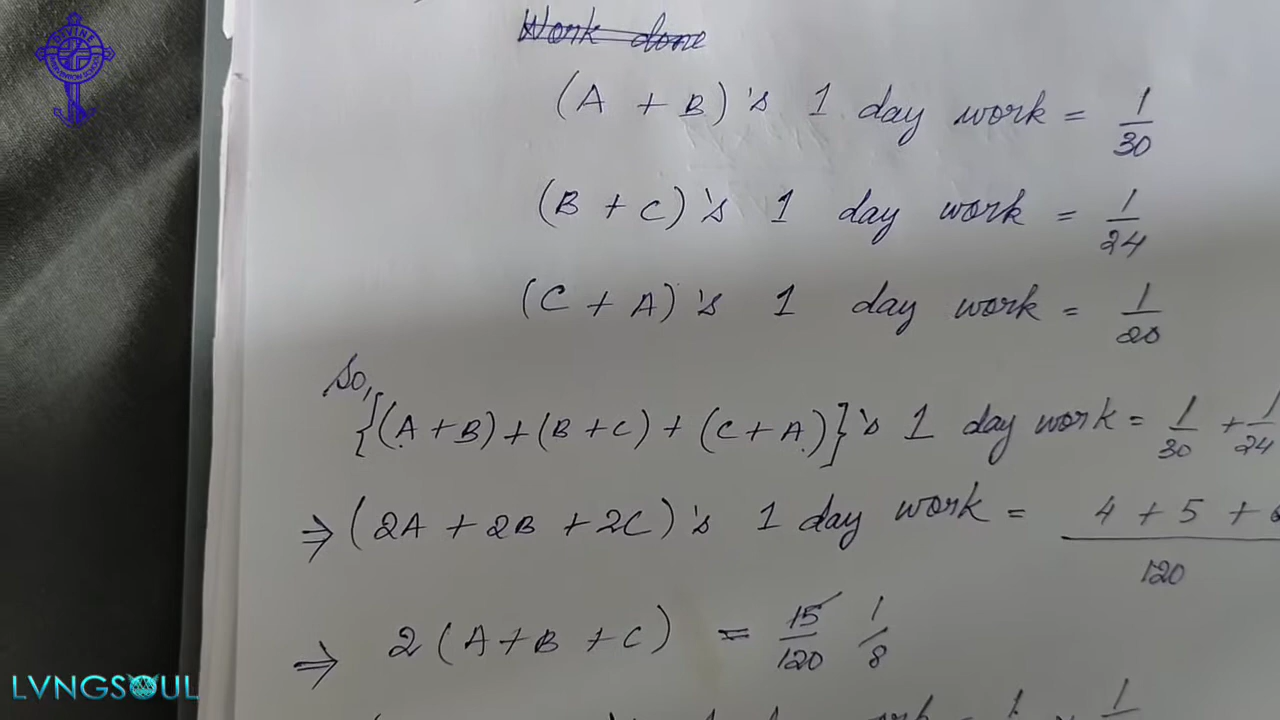 DIVINE
Work done
(A + B)'s 1 day work = 1/30
(B + C)'s 1 day work = 1/24
(C + A)'s 1 day work = 1/20
So,
{(A+B)+(B+C)+(C+A)}'s 1 day work = 1/30 + 1/24
⇒ (2A + 2B + 2C)'s 1 day work = 4 + 5 + / 120
⇒ 2(A+B+C) = 15/120 1/8
LVNGSOUL